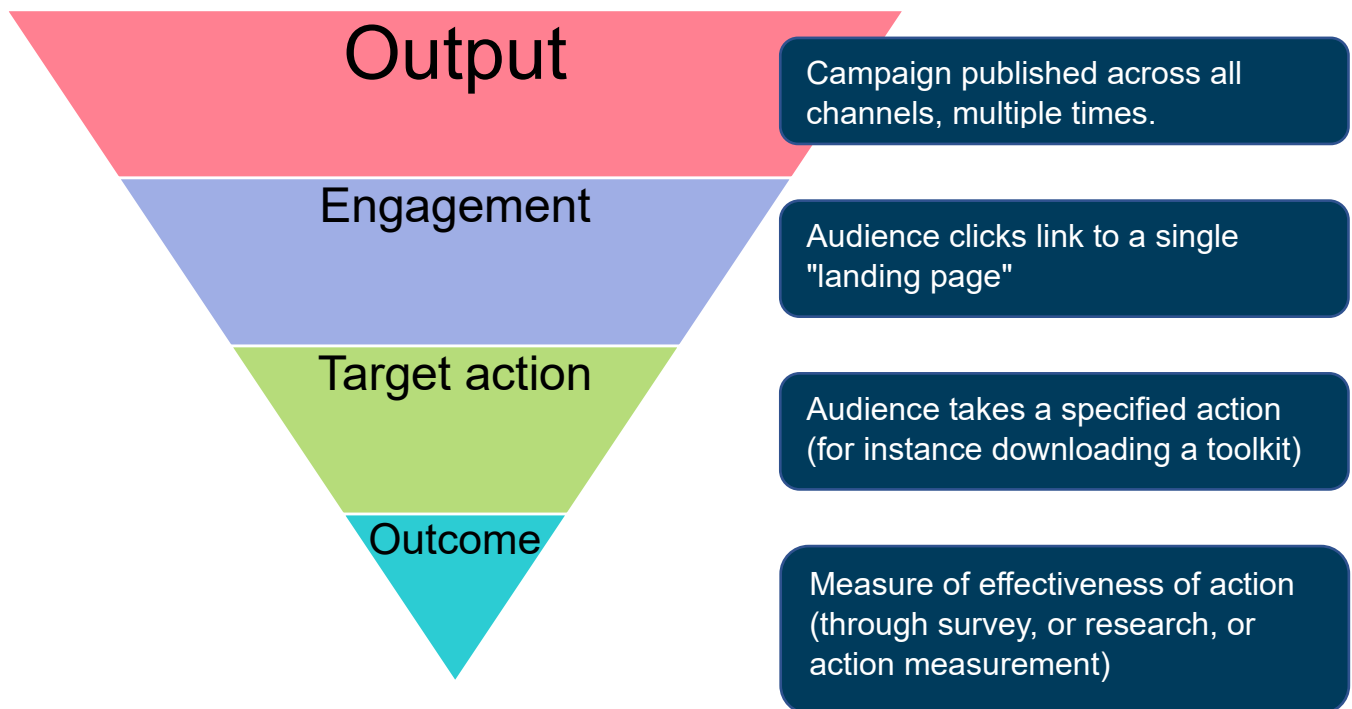 Output
Campaign published across all
channels, multiple times.
Engagement
Audience clicks link to a single
"landing page"
Target action
Audience takes a specified action
(for instance downloading a toolkit)
Outcome
Measure of effectiveness of action
(through survey, or research, or
action measurement)